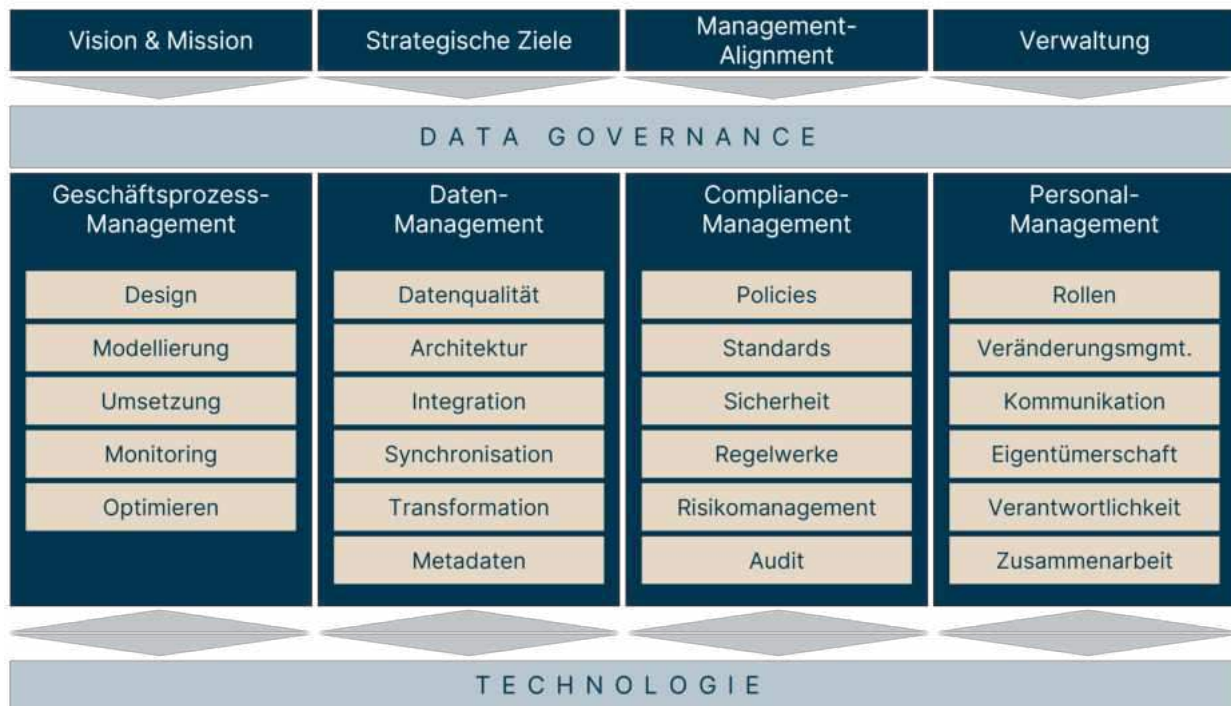 Vision & Mission
Strategische Ziele
Management-
Alignment
Verwaltung
DATA GOVERNANCE
Geschäftsprozess-
Management
Design
Modellierung
Umsetzung
Monitoring
Optimieren
Daten-
Management
Datenqualität
Architektur
Integration
Synchronisation
Transformation
Metadaten
Compliance-
Management
Policies
Standards
Sicherheit
Regelwerke
Risikomanagement
Audit
Personal-
Management
Rollen
Veränderungsmgmt.
Kommunikation
Eigentümerschaft
Verantwortlichkeit
Zusammenarbeit
TECHNOLOGIE